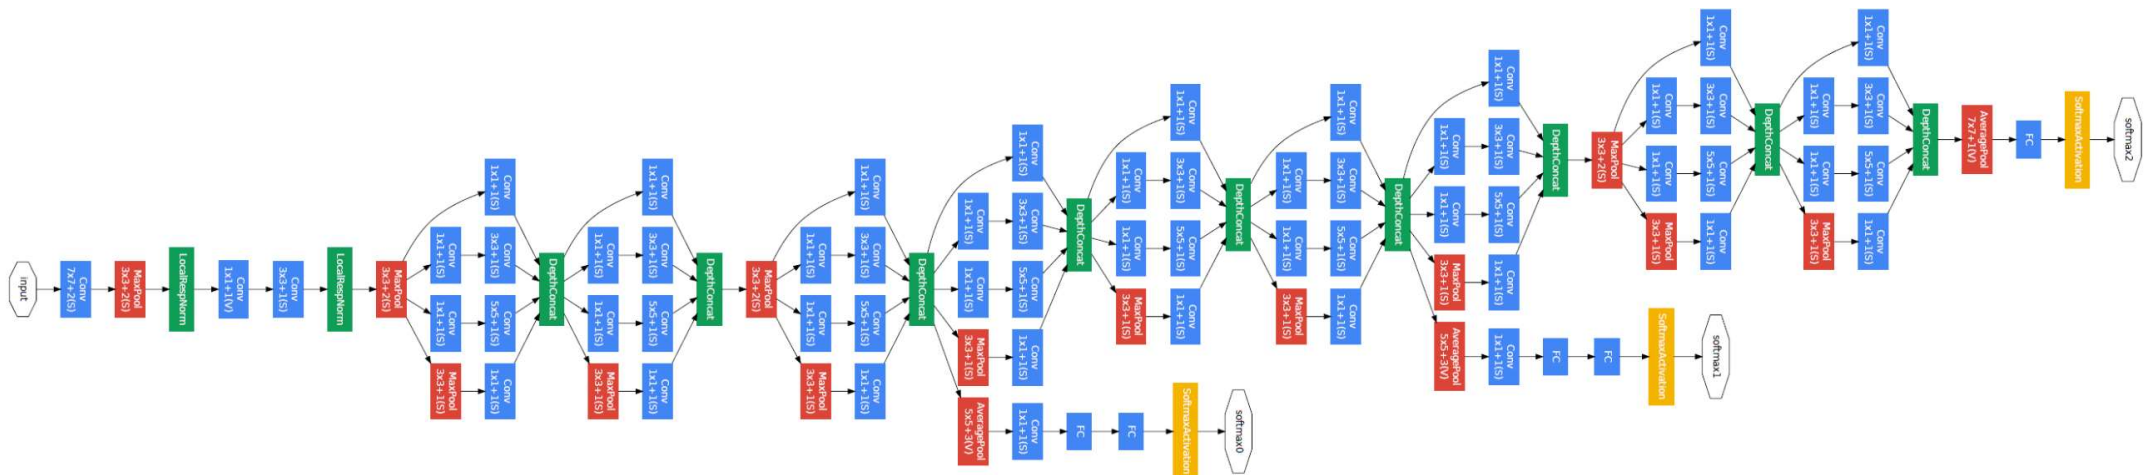 input
Conv
7x7+2(S)
MaxPool
3x3+2(S)
LocalRespNorm
Conv
1x1+1(V)
Conv
3x3+1(S)
LocalRespNorm
MaxPool
3x3+2(S)
Conv
1x1+1(S)
Conv
1x1+1(S)
MaxPool
3x3+1(S)
Conv
1x1+1(S)
Conv
3x3+1(S)
Conv
5x5+1(S)
Conv
1x1+1(S)
DepthConcat
Conv
1x1+1(S)
Conv
1x1+1(S)
MaxPool
3x3+1(S)
Conv
1x1+1(S)
Conv
3x3+1(S)
Conv
5x5+1(S)
Conv
1x1+1(S)
DepthConcat
MaxPool
3x3+2(S)
Conv
1x1+1(S)
Conv
1x1+1(S)
MaxPool
3x3+1(S)
Conv
1x1+1(S)
Conv
3x3+1(S)
Conv
5x5+1(S)
Conv
1x1+1(S)
DepthConcat
Conv
1x1+1(S)
Conv
1x1+1(S)
MaxPool
3x3+1(S)
AveragePool
5x5+3(V)
Conv
1x1+1(S)
Conv
3x3+1(S)
Conv
5x5+1(S)
Conv
1x1+1(S)
Conv
1x1+1(S)
DepthConcat
FC
Conv
1x1+1(S)
Conv
1x1+1(S)
MaxPool
3x3+1(S)
FC
Conv
1x1+1(S)
Conv
3x3+1(S)
Conv
5x5+1(S)
Conv
1x1+1(S)
SoftmaxActivation
DepthConcat
softmax0
Conv
1x1+1(S)
Conv
1x1+1(S)
MaxPool
3x3+1(S)
Conv
1x1+1(S)
Conv
3x3+1(S)
Conv
5x5+1(S)
Conv
1x1+1(S)
DepthConcat
Conv
1x1+1(S)
Conv
1x1+1(S)
MaxPool
3x3+1(S)
AveragePool
5x5+3(V)
Conv
1x1+1(S)
Conv
3x3+1(S)
Conv
5x5+1(S)
Conv
1x1+1(S)
Conv
1x1+1(S)
DepthConcat
FC
MaxPool
3x3+2(S)
FC
Conv
1x1+1(S)
Conv
1x1+1(S)
MaxPool
3x3+1(S)
SoftmaxActivation
Conv
1x1+1(S)
Conv
3x3+1(S)
Conv
5x5+1(S)
Conv
1x1+1(S)
softmax1
DepthConcat
Conv
1x1+1(S)
Conv
1x1+1(S)
MaxPool
3x3+1(S)
Conv
1x1+1(S)
Conv
3x3+1(S)
Conv
5x5+1(S)
Conv
1x1+1(S)
DepthConcat
AveragePool
7x7+1(V)
FC
SoftmaxActivation
softmax2